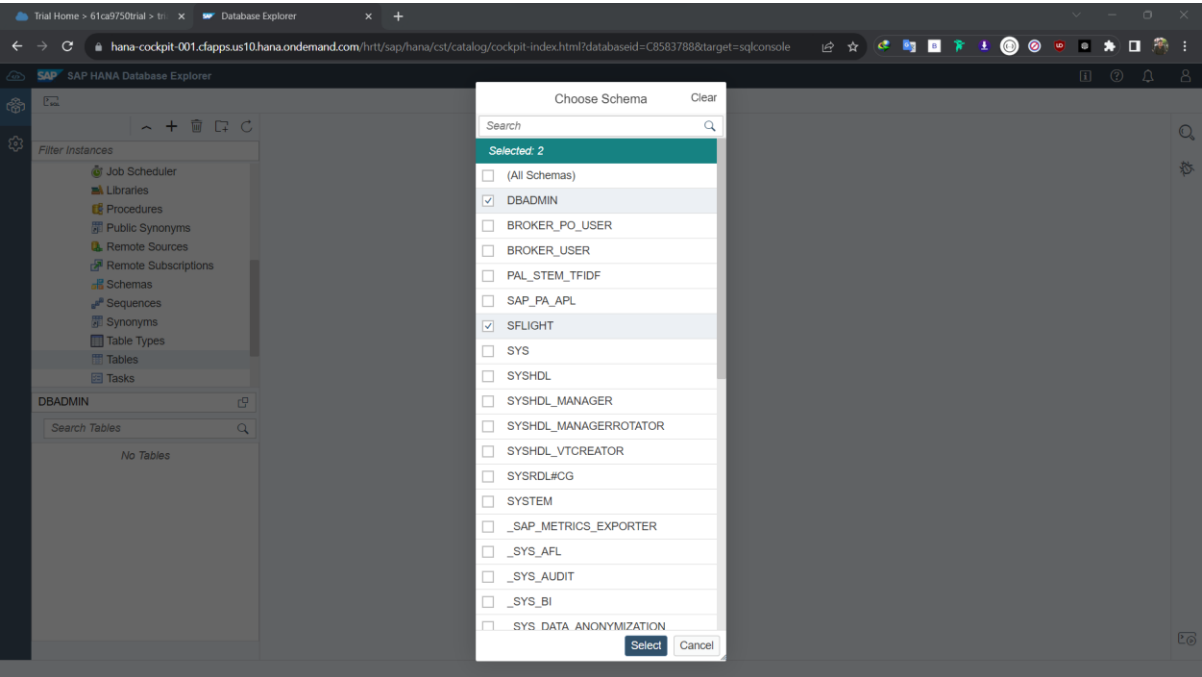 Trial Home > 61ca9750trial > tri
Database Explorer
hana-cockpit-001.cfapps.us10.hana.ondemand.com/hrtt/sap/hana/cst/catalog/cockpit-index.html?databaseid=C8583788&target=sqlconsole
SAP SAP HANA Database Explorer
Filter Instances
Job Scheduler
Libraries
Procedures
Public Synonyms
Remote Sources
Remote Subscriptions
Schemas
Sequences
Synonyms
Table Types
Tables
Tasks
DBADMIN
Search Tables
No Tables
Choose Schema
Clear
Search
Selected: 2
(All Schemas)
DBADMIN
BROKER_PO_USER
BROKER_USER
PAL_STEM_TFIDF
SAP_PA_APL
SFLIGHT
SYS
SYSHDL
SYSHDL_MANAGER
SYSHDL_MANAGERROTATOR
SYSHDL_VTCREATOR
SYSRDL#CG
SYSTEM
_SAP_METRICS_EXPORTER
_SYS_AFL
_SYS_AUDIT
_SYS_BI
_SYS_DATA_ANONYMIZATION
Select
Cancel